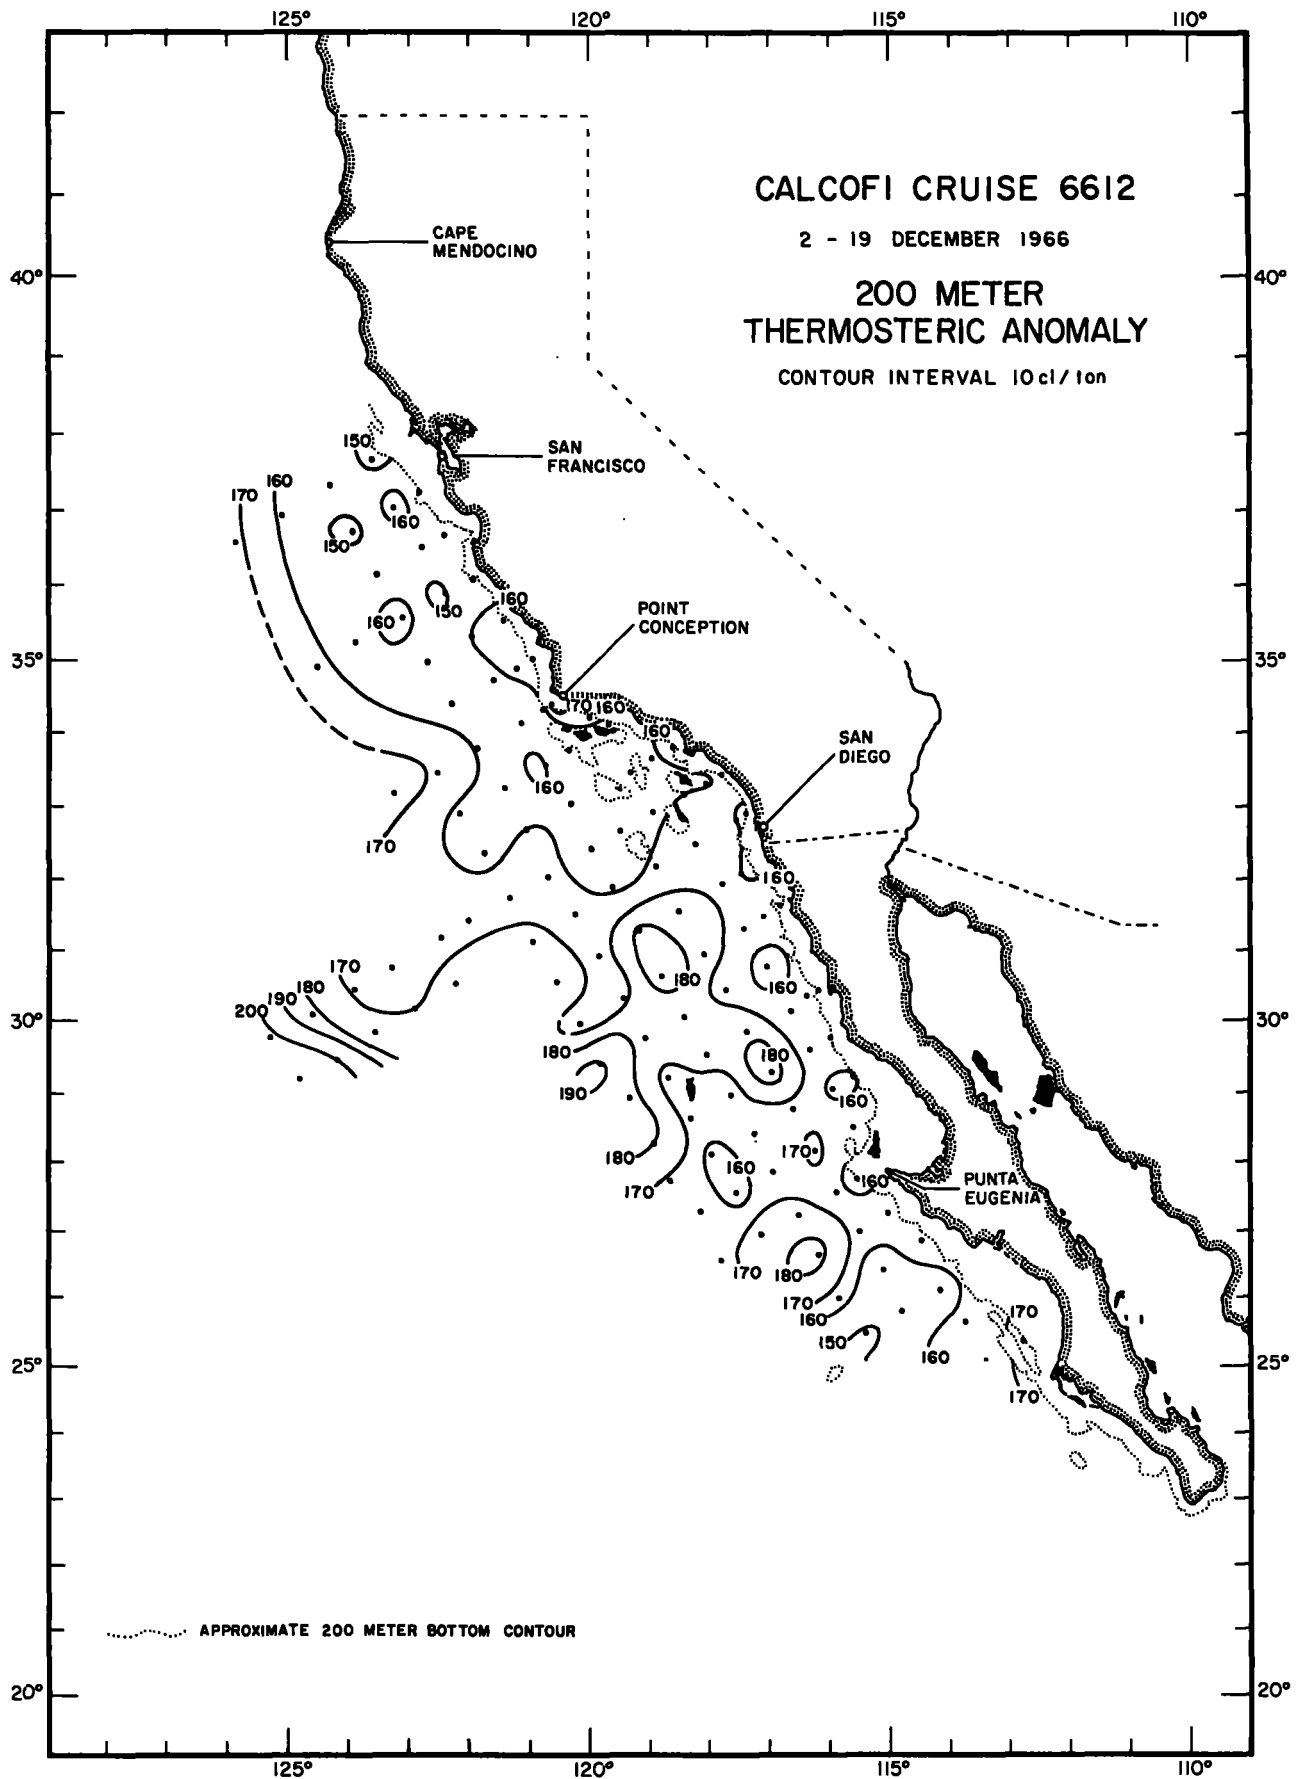 125° 120° 115° 110°
CALCOFI CRUISE 6612
2 - 19 DECEMBER 1966
200 METER
THERMOSTERIC ANOMALY
CONTOUR INTERVAL 10 cl / ton
CAPE
MENDOCINO
40° 40°
150
SAN
FRANCISCO
170 160
160
150
150
160
160
POINT
CONCEPTION
35° 35°
170 160
160
SAN
DIEGO
160
170
160
170
180
190
200
180
160
30° 30°
180
180
190
160
170
180
160
170
160
PUNTA
EUGENIA
170
180
170
160
150
160
170
170
25° 25°
APPROXIMATE 200 METER BOTTOM CONTOUR
20° 20°
125° 120° 115° 110°